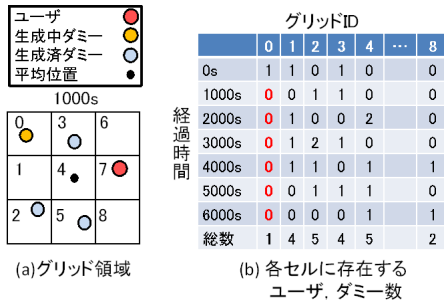 ユーザ
生成中ダミー
生成済ダミー
平均位置
1000s
0 3 6
1 4 7
2 5 8
(a)グリッド領域
グリッドID
経過時間
0 1 2 3 4 … 8
0s 1 1 0 1 0 0
1000s 0 0 1 1 0 0
2000s 0 1 0 0 2 0
3000s 0 1 2 1 0 0
4000s 0 1 1 0 1 1
5000s 0 0 1 1 1 0
6000s 0 0 0 0 1 1
総数 1 4 5 4 5 2
(b) 各セルに存在する
ユーザ，ダミー数